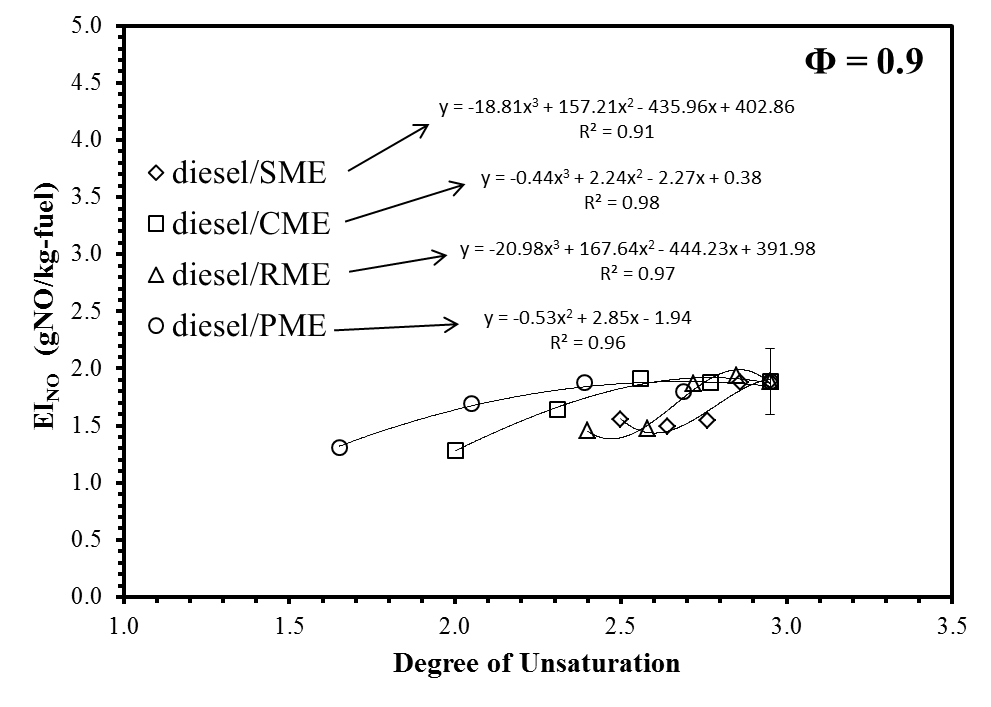 Φ = 0.9
y = -18.81x³ + 157.21x² - 435.96x + 402.86
R² = 0.91
diesel/SME
y = -0.44x³ + 2.24x² - 2.27x + 0.38
R² = 0.98
diesel/CME
y = -20.98x³ + 167.64x² - 444.23x + 391.98
R² = 0.97
diesel/RME
y = -0.53x² + 2.85x - 1.94
R² = 0.96
diesel/PME
EI_NO (gNO/kg-fuel)
5.0
4.5
4.0
3.5
3.0
2.5
2.0
1.5
1.0
0.5
0.0
1.0 1.5 2.0 2.5 3.0 3.5
Degree of Unsaturation